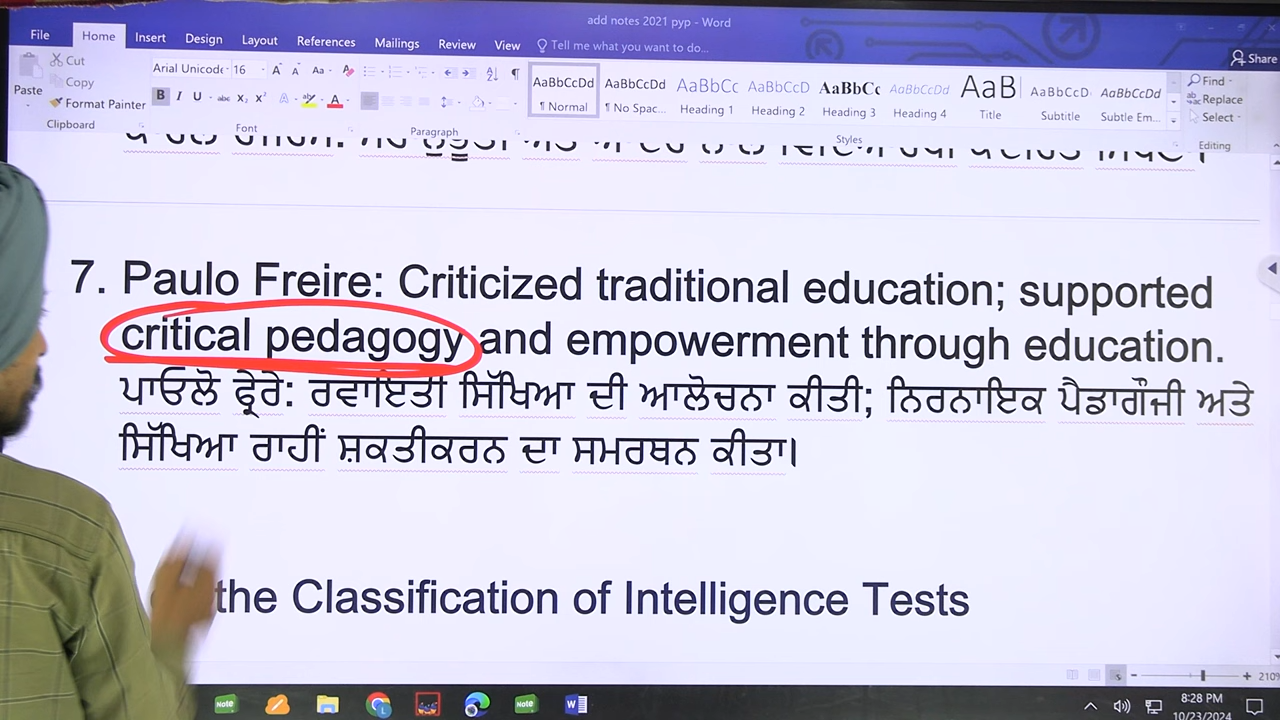 add notes 2021 pyp - Word
File Home Insert Design Layout References Mailings Review View Tell me what you want to do...
Share
Cut
Copy
Paste
Format Painter
Clipboard
Arial Unicode 16
Font
Paragraph
AaBbCcDd AaBbCcDd AaBbCc AaBbCcD AaBbCc AaBbCcDd AaB AaBbCcD AaBbCcDd
¶ Normal ¶ No Spac... Heading 1 Heading 2 Heading 3 Heading 4 Title Subtitle Subtle Em...
Styles
Find
Replace
Select
Editing
7. Paulo Freire: Criticized traditional education; supported
critical pedagogy and empowerment through education.
ਪਾਓਲੋ ਫ੍ਰੇਰੇ: ਰਵਾਇਤੀ ਸਿੱਖਿਆ ਦੀ ਆਲੋਚਨਾ ਕੀਤੀ; ਨਿਰਨਾਇਕ ਪੈਡਾਗੌਜੀ ਅਤੇ
ਸਿੱਖਿਆ ਰਾਹੀਂ ਸ਼ਕਤੀਕਰਨ ਦਾ ਸਮਰਥਨ ਕੀਤਾ।
the Classification of Intelligence Tests
210%
Note Note
8:28 PM
10/23/2024